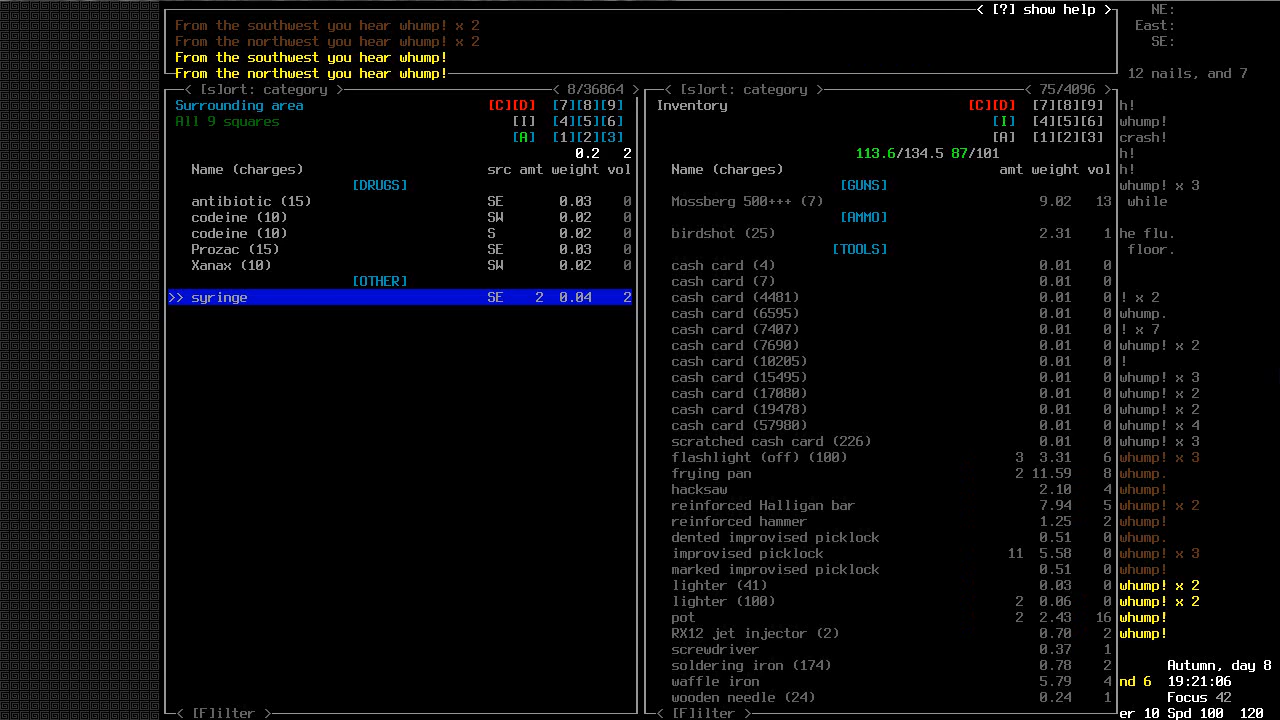 < [?] show help >
NE:
From the southwest you hear whump! x 2
East:
From the northwest you hear whump! x 2
SE:
From the southwest you hear whump!
From the northwest you hear whump!
12 nails, and 7
< [s]ort: category > < 8/36864 > < [s]ort: category > < 75/4096 >
Surrounding area [C][D] [7][8][9] Inventory [C][D] [7][8][9] h!
All 9 squares [I] [4][5][6] [I] [4][5][6] whump!
[A] [1][2][3] [A] [1][2][3] crash!
0.2 2 113.6/134.5 87/101 h!
Name (charges) src amt weight vol Name (charges) amt weight vol h!
[DRUGS] [GUNS] whump! x 3
antibiotic (15) SE 0.03 0 Mossberg 500+++ (7) 9.02 13 while
codeine (10) SW 0.02 0 [AMMO]
codeine (10) S 0.02 0 birdshot (25) 2.31 1 he flu.
Prozac (15) SE 0.03 0 [TOOLS] floor.
Xanax (10) SW 0.02 0 cash card (4) 0.01 0
[OTHER] cash card (7) 0.01 0
>> syringe SE 2 0.04 2 cash card (4481) 0.01 0 ! x 2
cash card (6595) 0.01 0 whump.
cash card (7407) 0.01 0 ! x 7
cash card (7690) 0.01 0 whump! x 2
cash card (10205) 0.01 0 !
cash card (15495) 0.01 0 whump! x 3
cash card (17080) 0.01 0 whump! x 2
cash card (19478) 0.01 0 whump! x 2
cash card (57980) 0.01 0 whump! x 4
scratched cash card (226) 0.01 0 whump! x 3
flashlight (off) (100) 3 3.31 6 whump! x 3
frying pan 2 11.59 8 whump.
hacksaw 2.10 4 whump!
reinforced Halligan bar 7.94 5 whump! x 2
reinforced hammer 1.25 2 whump!
dented improvised picklock 0.51 0 whump.
improvised picklock 11 5.58 0 whump! x 3
marked improvised picklock 0.51 0 whump!
lighter (41) 0.03 0 whump! x 2
lighter (100) 2 0.06 0 whump! x 2
pot 2 2.43 16 whump!
RX12 jet injector (2) 0.70 2 whump!
screwdriver 0.37 1
soldering iron (174) 0.78 2 Autumn, day 8
waffle iron 5.79 4 nd 6 19:21:06
wooden needle (24) 0.24 1 Focus 42
< [F]ilter > < [F]ilter > er 10 Spd 100 120